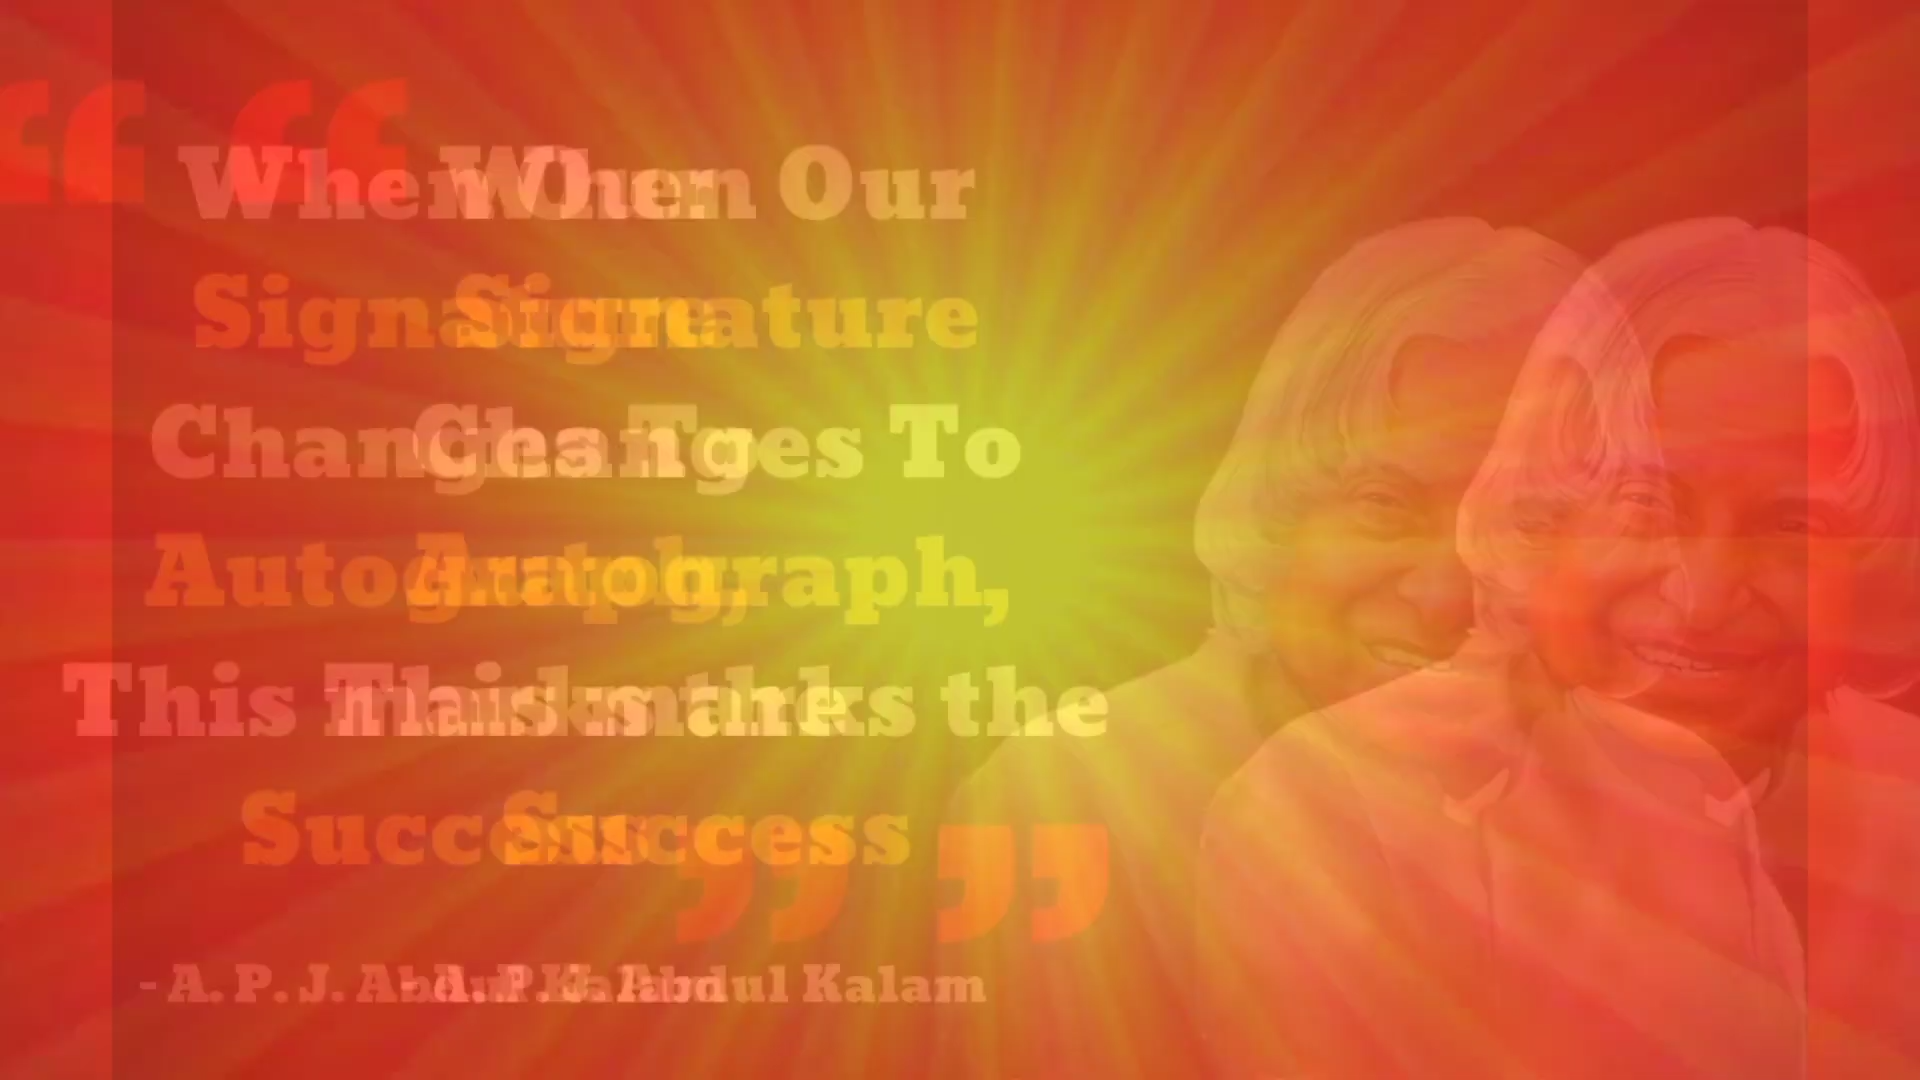 “ When Our
Signature
Changes To
Autograph,
This marks the
Success ”
- A. P. J. Abdul Kalam